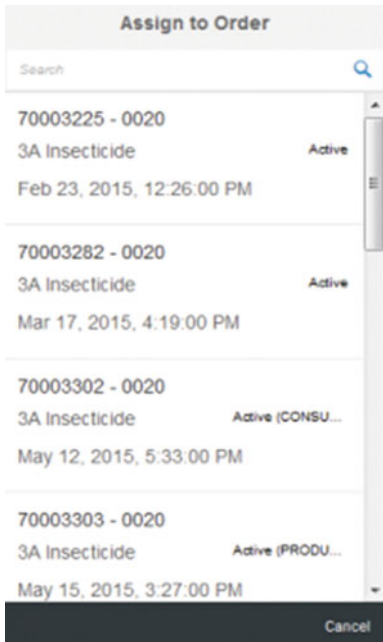 Assign to Order
Search
70003225 - 0020
3A Insecticide Active
Feb 23, 2015, 12:26:00 PM
70003282 - 0020
3A Insecticide Active
Mar 17, 2015, 4:19:00 PM
70003302 - 0020
3A Insecticide Active (CONSU...
May 12, 2015, 5:33:00 PM
70003303 - 0020
3A Insecticide Active (PRODU...
May 15, 2015, 3:27:00 PM
Cancel